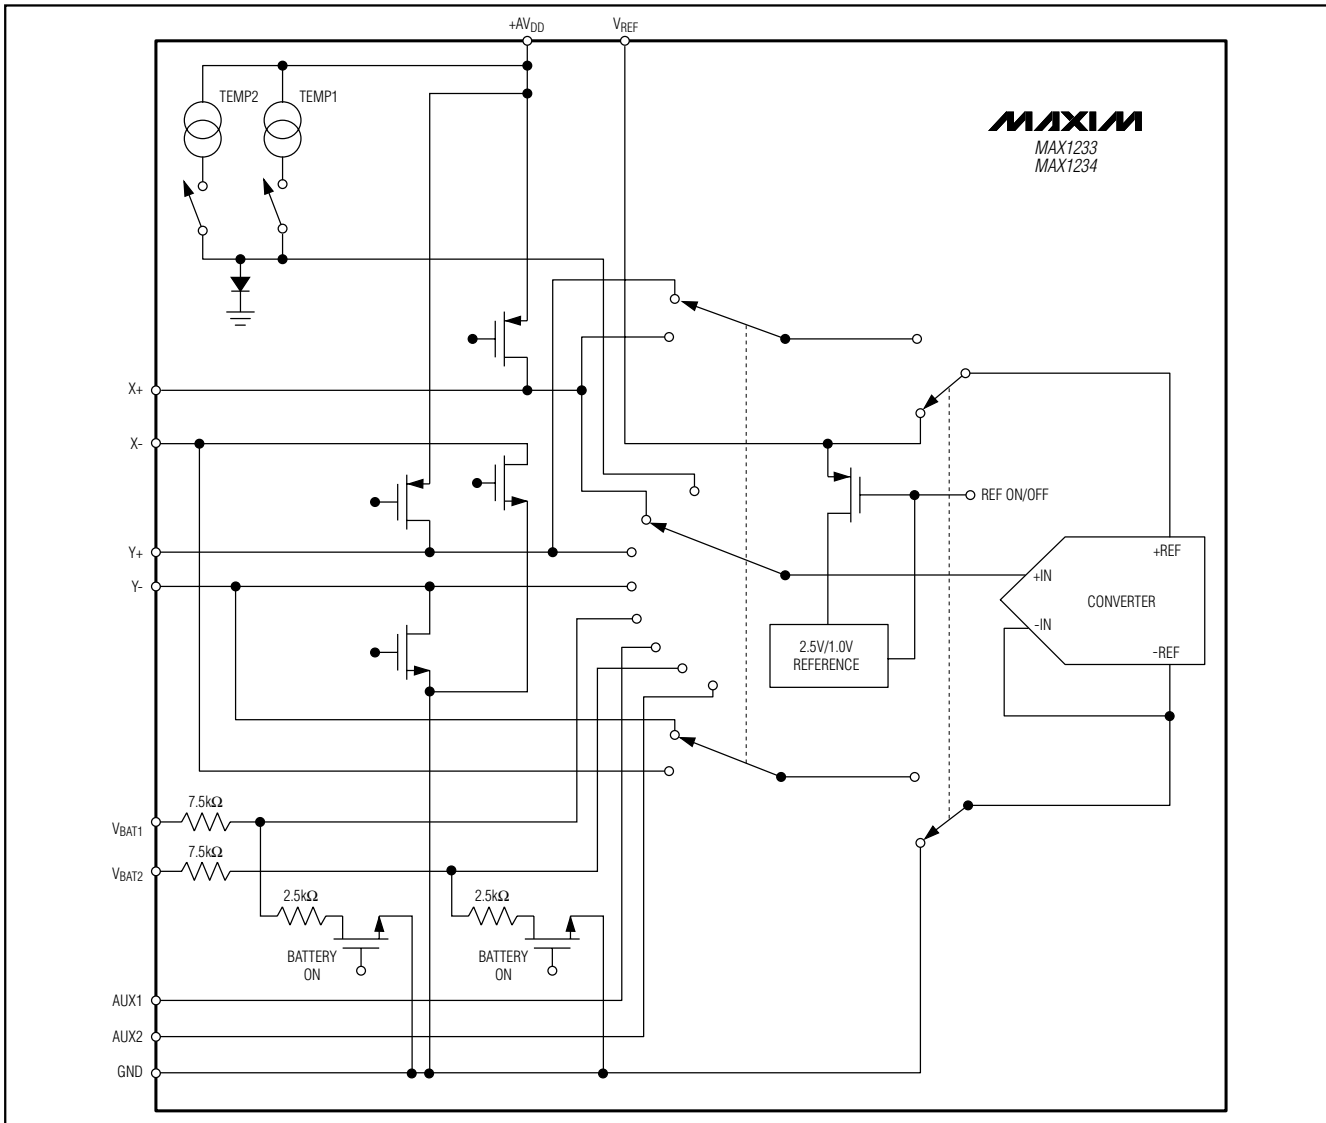 +AVDD
VREF
TEMP2
TEMP1
MAXIM
MAX1233
MAX1234
X+
X-
REF ON/OFF
Y+
Y-
+REF
+IN
CONVERTER
-IN
-REF
2.5V/1.0V
REFERENCE
7.5kΩ
VBAT1
7.5kΩ
VBAT2
2.5kΩ
2.5kΩ
BATTERY
ON
BATTERY
ON
AUX1
AUX2
GND